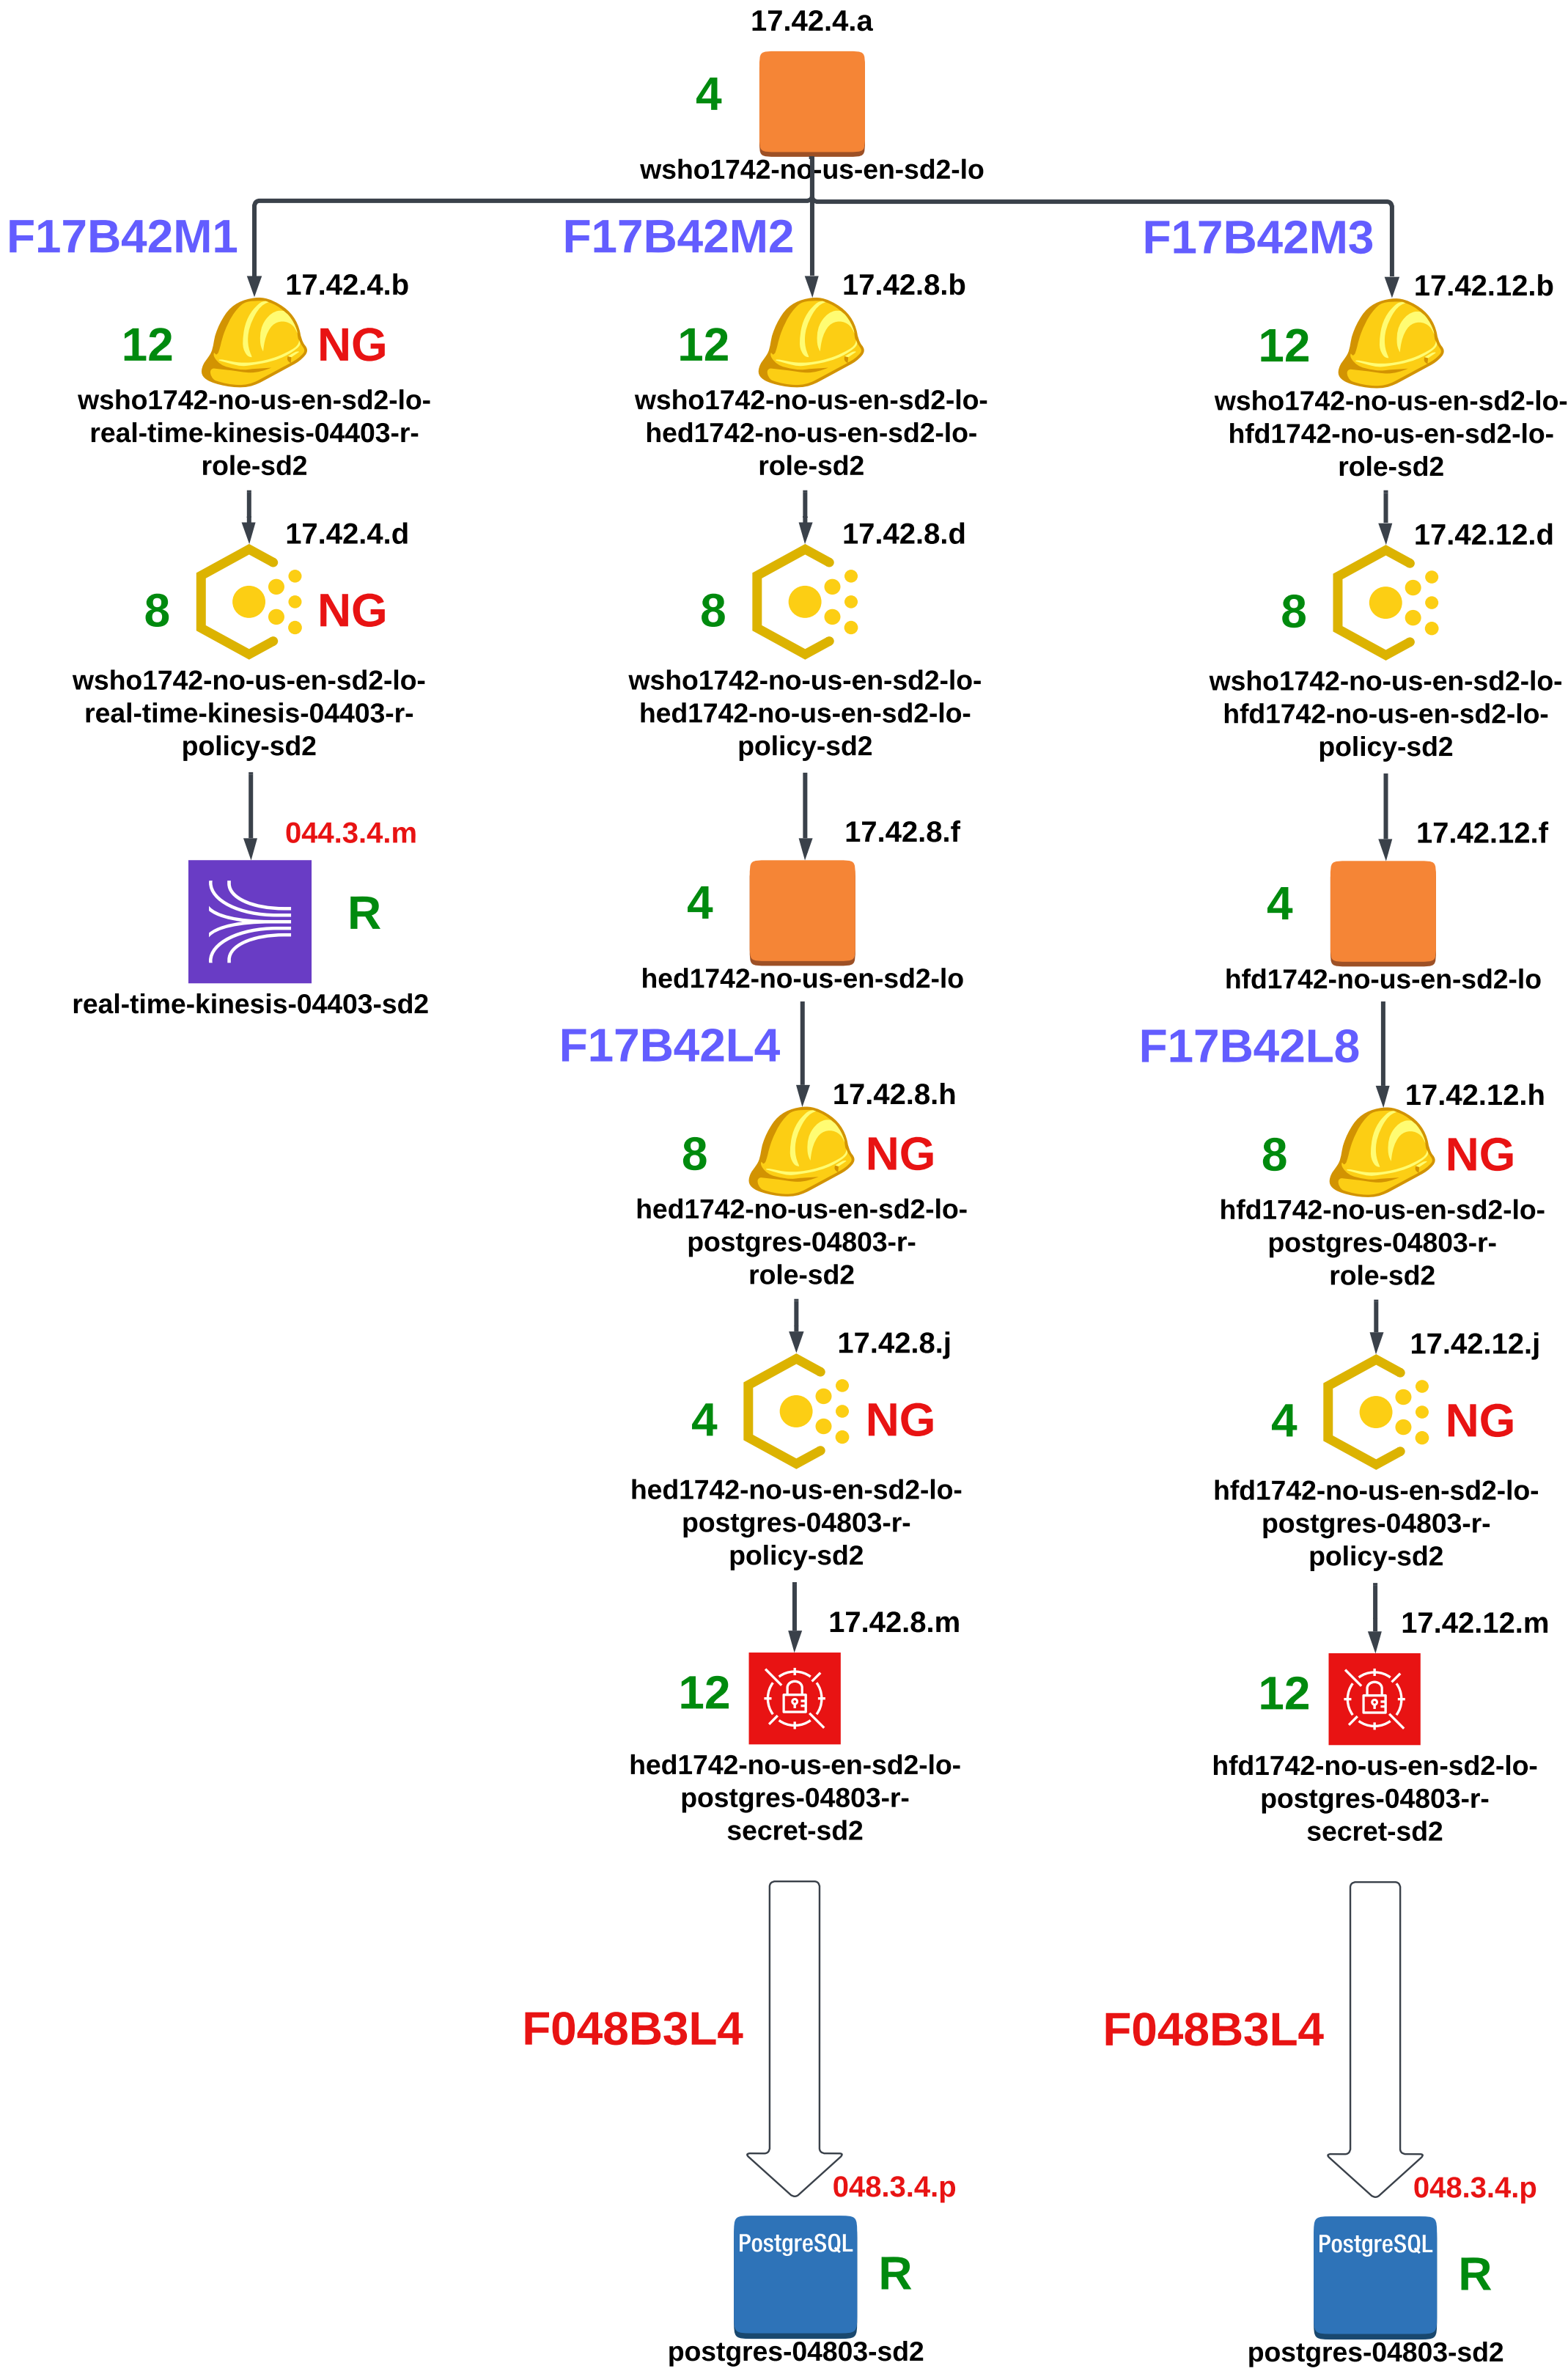 17.42.4.a
4
wsho1742-no-us-en-sd2-lo
F17B42M1
17.42.4.b
12
NG
wsho1742-no-us-en-sd2-lo-
real-time-kinesis-04403-r-
role-sd2
17.42.4.d
8
NG
wsho1742-no-us-en-sd2-lo-
real-time-kinesis-04403-r-
policy-sd2
044.3.4.m
R
real-time-kinesis-04403-sd2
F17B42M2
17.42.8.b
12
wsho1742-no-us-en-sd2-lo-
hed1742-no-us-en-sd2-lo-
role-sd2
17.42.8.d
8
wsho1742-no-us-en-sd2-lo-
hed1742-no-us-en-sd2-lo-
policy-sd2
17.42.8.f
4
hed1742-no-us-en-sd2-lo
F17B42L4
17.42.8.h
8
NG
hed1742-no-us-en-sd2-lo-
postgres-04803-r-
role-sd2
17.42.8.j
4
NG
hed1742-no-us-en-sd2-lo-
postgres-04803-r-
policy-sd2
17.42.8.m
12
hed1742-no-us-en-sd2-lo-
postgres-04803-r-
secret-sd2
F048B3L4
048.3.4.p
PostgreSQL
R
postgres-04803-sd2
F17B42M3
17.42.12.b
12
wsho1742-no-us-en-sd2-lo-
hfd1742-no-us-en-sd2-lo-
role-sd2
17.42.12.d
8
wsho1742-no-us-en-sd2-lo-
hfd1742-no-us-en-sd2-lo-
policy-sd2
17.42.12.f
4
hfd1742-no-us-en-sd2-lo
F17B42L8
17.42.12.h
8
NG
hfd1742-no-us-en-sd2-lo-
postgres-04803-r-
role-sd2
17.42.12.j
4
NG
hfd1742-no-us-en-sd2-lo-
postgres-04803-r-
policy-sd2
17.42.12.m
12
hfd1742-no-us-en-sd2-lo-
postgres-04803-r-
secret-sd2
F048B3L4
048.3.4.p
PostgreSQL
R
postgres-04803-sd2